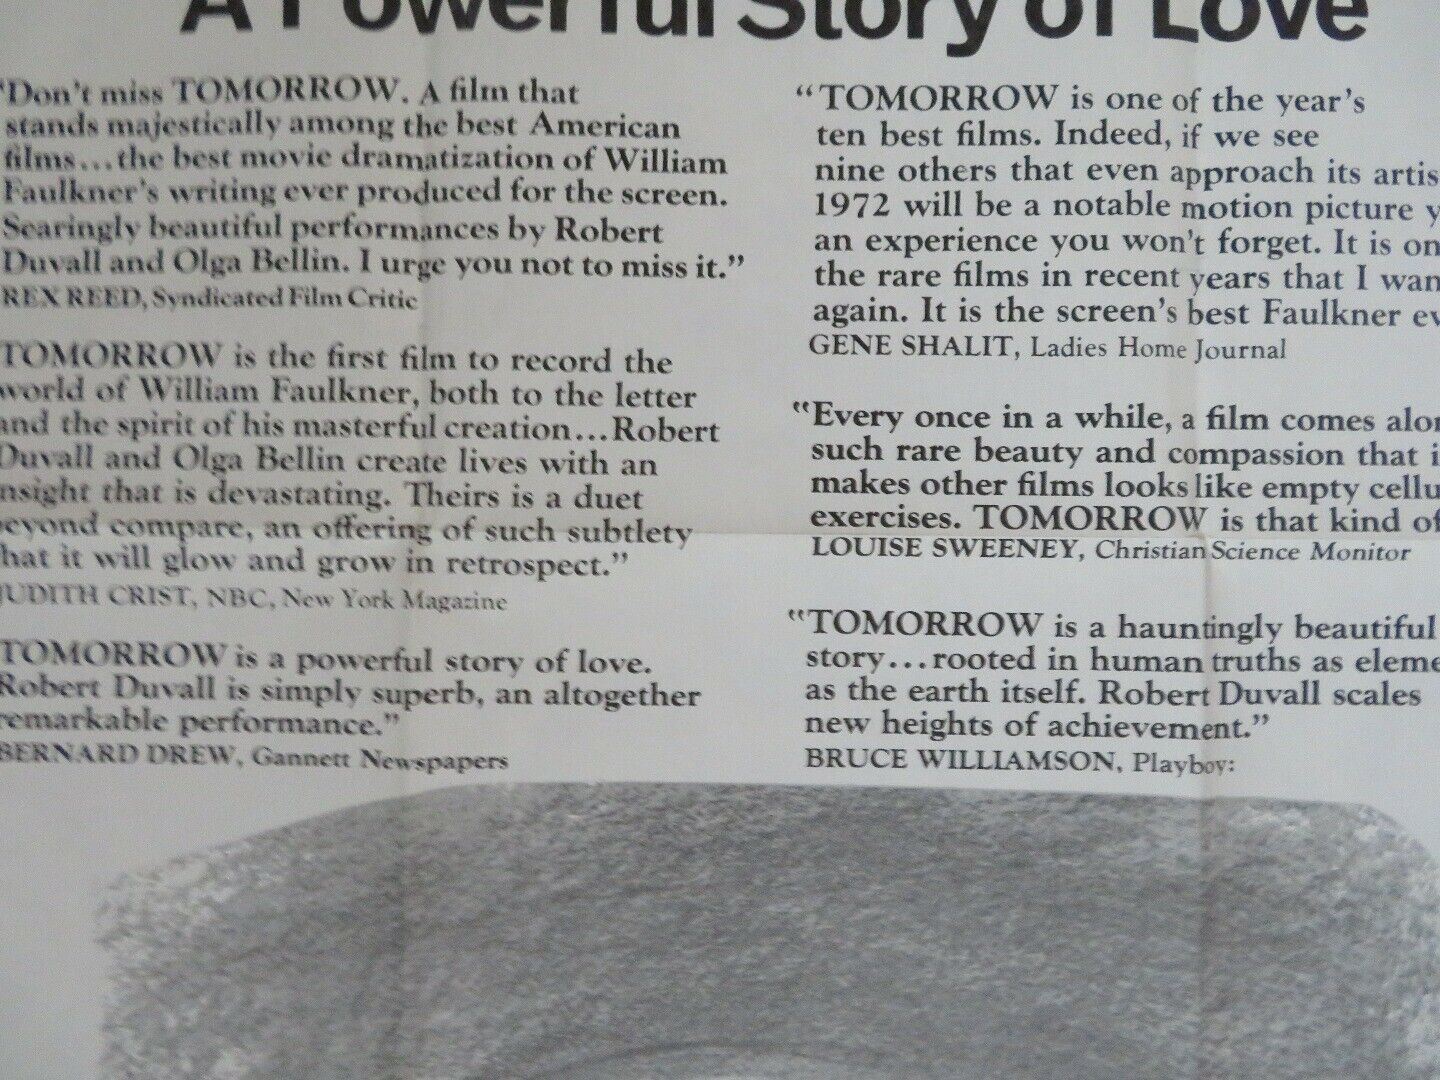 A Powerful Story of Love
"Don't miss TOMORROW. A film that
stands majestically among the best American
films...the best movie dramatization of William
Faulkner's writing ever produced for the screen.
Searingly beautiful performances by Robert
Duvall and Olga Bellin. I urge you not to miss it."
REX REED, Syndicated Film Critic
TOMORROW is the first film to record the
world of William Faulkner, both to the letter
and the spirit of his masterful creation...Robert
Duvall and Olga Bellin create lives with an
insight that is devastating. Theirs is a duet
beyond compare, an offering of such subtlety
that it will glow and grow in retrospect."
JUDITH CRIST, NBC, New York Magazine
TOMORROW is a powerful story of love.
Robert Duvall is simply superb, an altogether
remarkable performance."
BERNARD DREW, Gannett Newspapers
"TOMORROW is one of the year's
ten best films. Indeed, if we see
nine others that even approach its artis
1972 will be a notable motion picture y
an experience you won't forget. It is on
the rare films in recent years that I wan
again. It is the screen's best Faulkner ev
GENE SHALIT, Ladies Home Journal
"Every once in a while, a film comes alon
such rare beauty and compassion that i
makes other films looks like empty cellu
exercises. TOMORROW is that kind of
LOUISE SWEENEY, Christian Science Monitor
"TOMORROW is a hauntingly beautiful
story...rooted in human truths as eleme
as the earth itself. Robert Duvall scales
new heights of achievement."
BRUCE WILLIAMSON, Playboy: